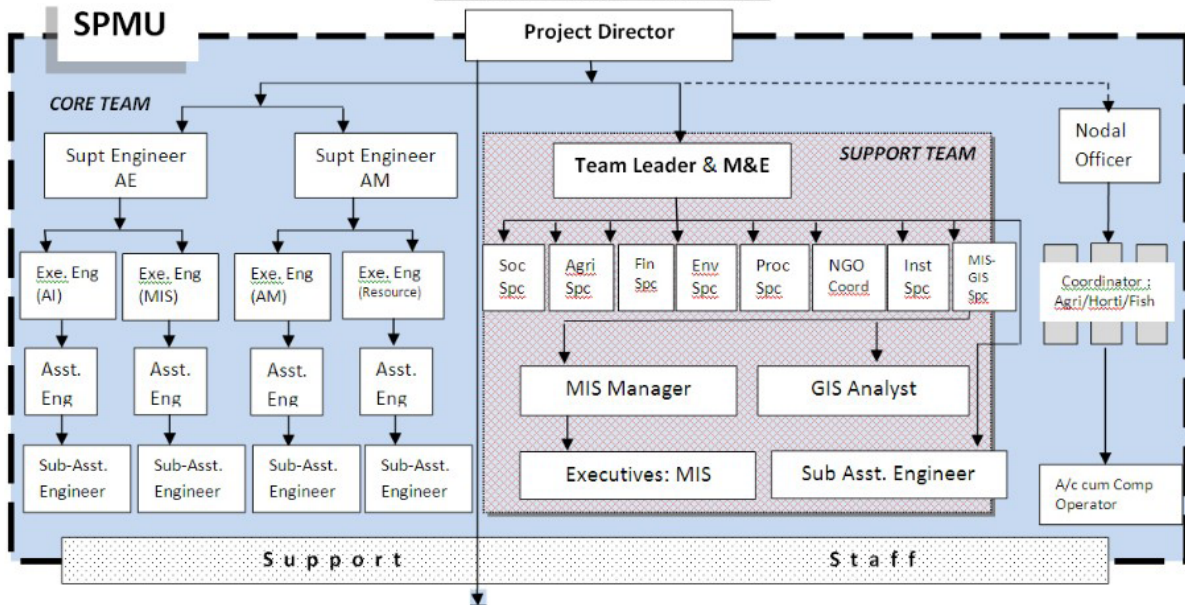 SPMU
Project Director
CORE TEAM
Supt Engineer
AE
Supt Engineer
AM
SUPPORT TEAM
Team Leader & M&E
Nodal
Officer
Exe. Eng
(AI)
Exe. Eng
(MIS)
Exe. Eng
(AM)
Exe. Eng
(Resource)
Soc
Spc
Agri
Spc
Fin
Spc
Env
Spc
Proc
Spc
NGO
Coord
Inst
Spc
MIS-
GIS
Spc
Coordinator :
Agri/Horti/Fish
Asst.
Eng
Asst.
Eng
Asst.
Eng
Asst.
Eng
MIS Manager
GIS Analyst
Sub-Asst.
Engineer
Sub-Asst.
Engineer
Sub-Asst.
Engineer
Sub-Asst.
Engineer
Executives: MIS
Sub Asst. Engineer
A/c cum Comp
Operator
Support Staff